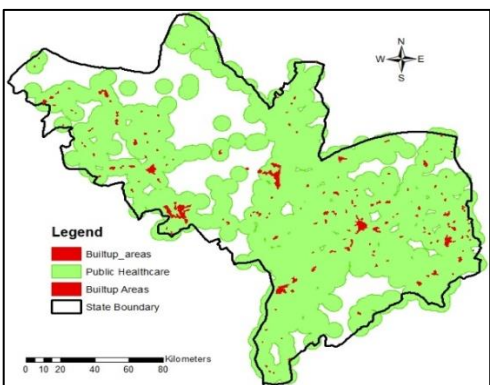 N
W E
S
Legend
Builtup_areas
Public Healthcare
Builtup Areas
State Boundary
Kilometers
0 10 20 40 60 80